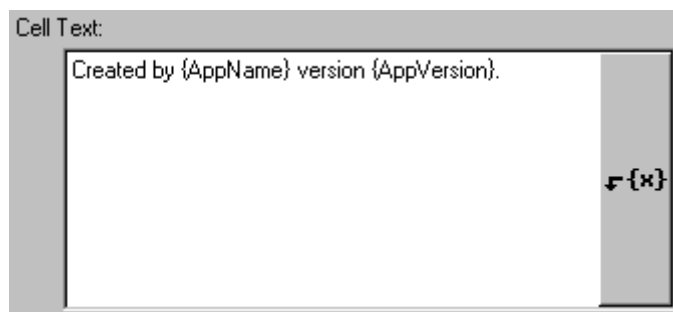 Cell Text:
Created by {AppName} version {AppVersion}.
{x}